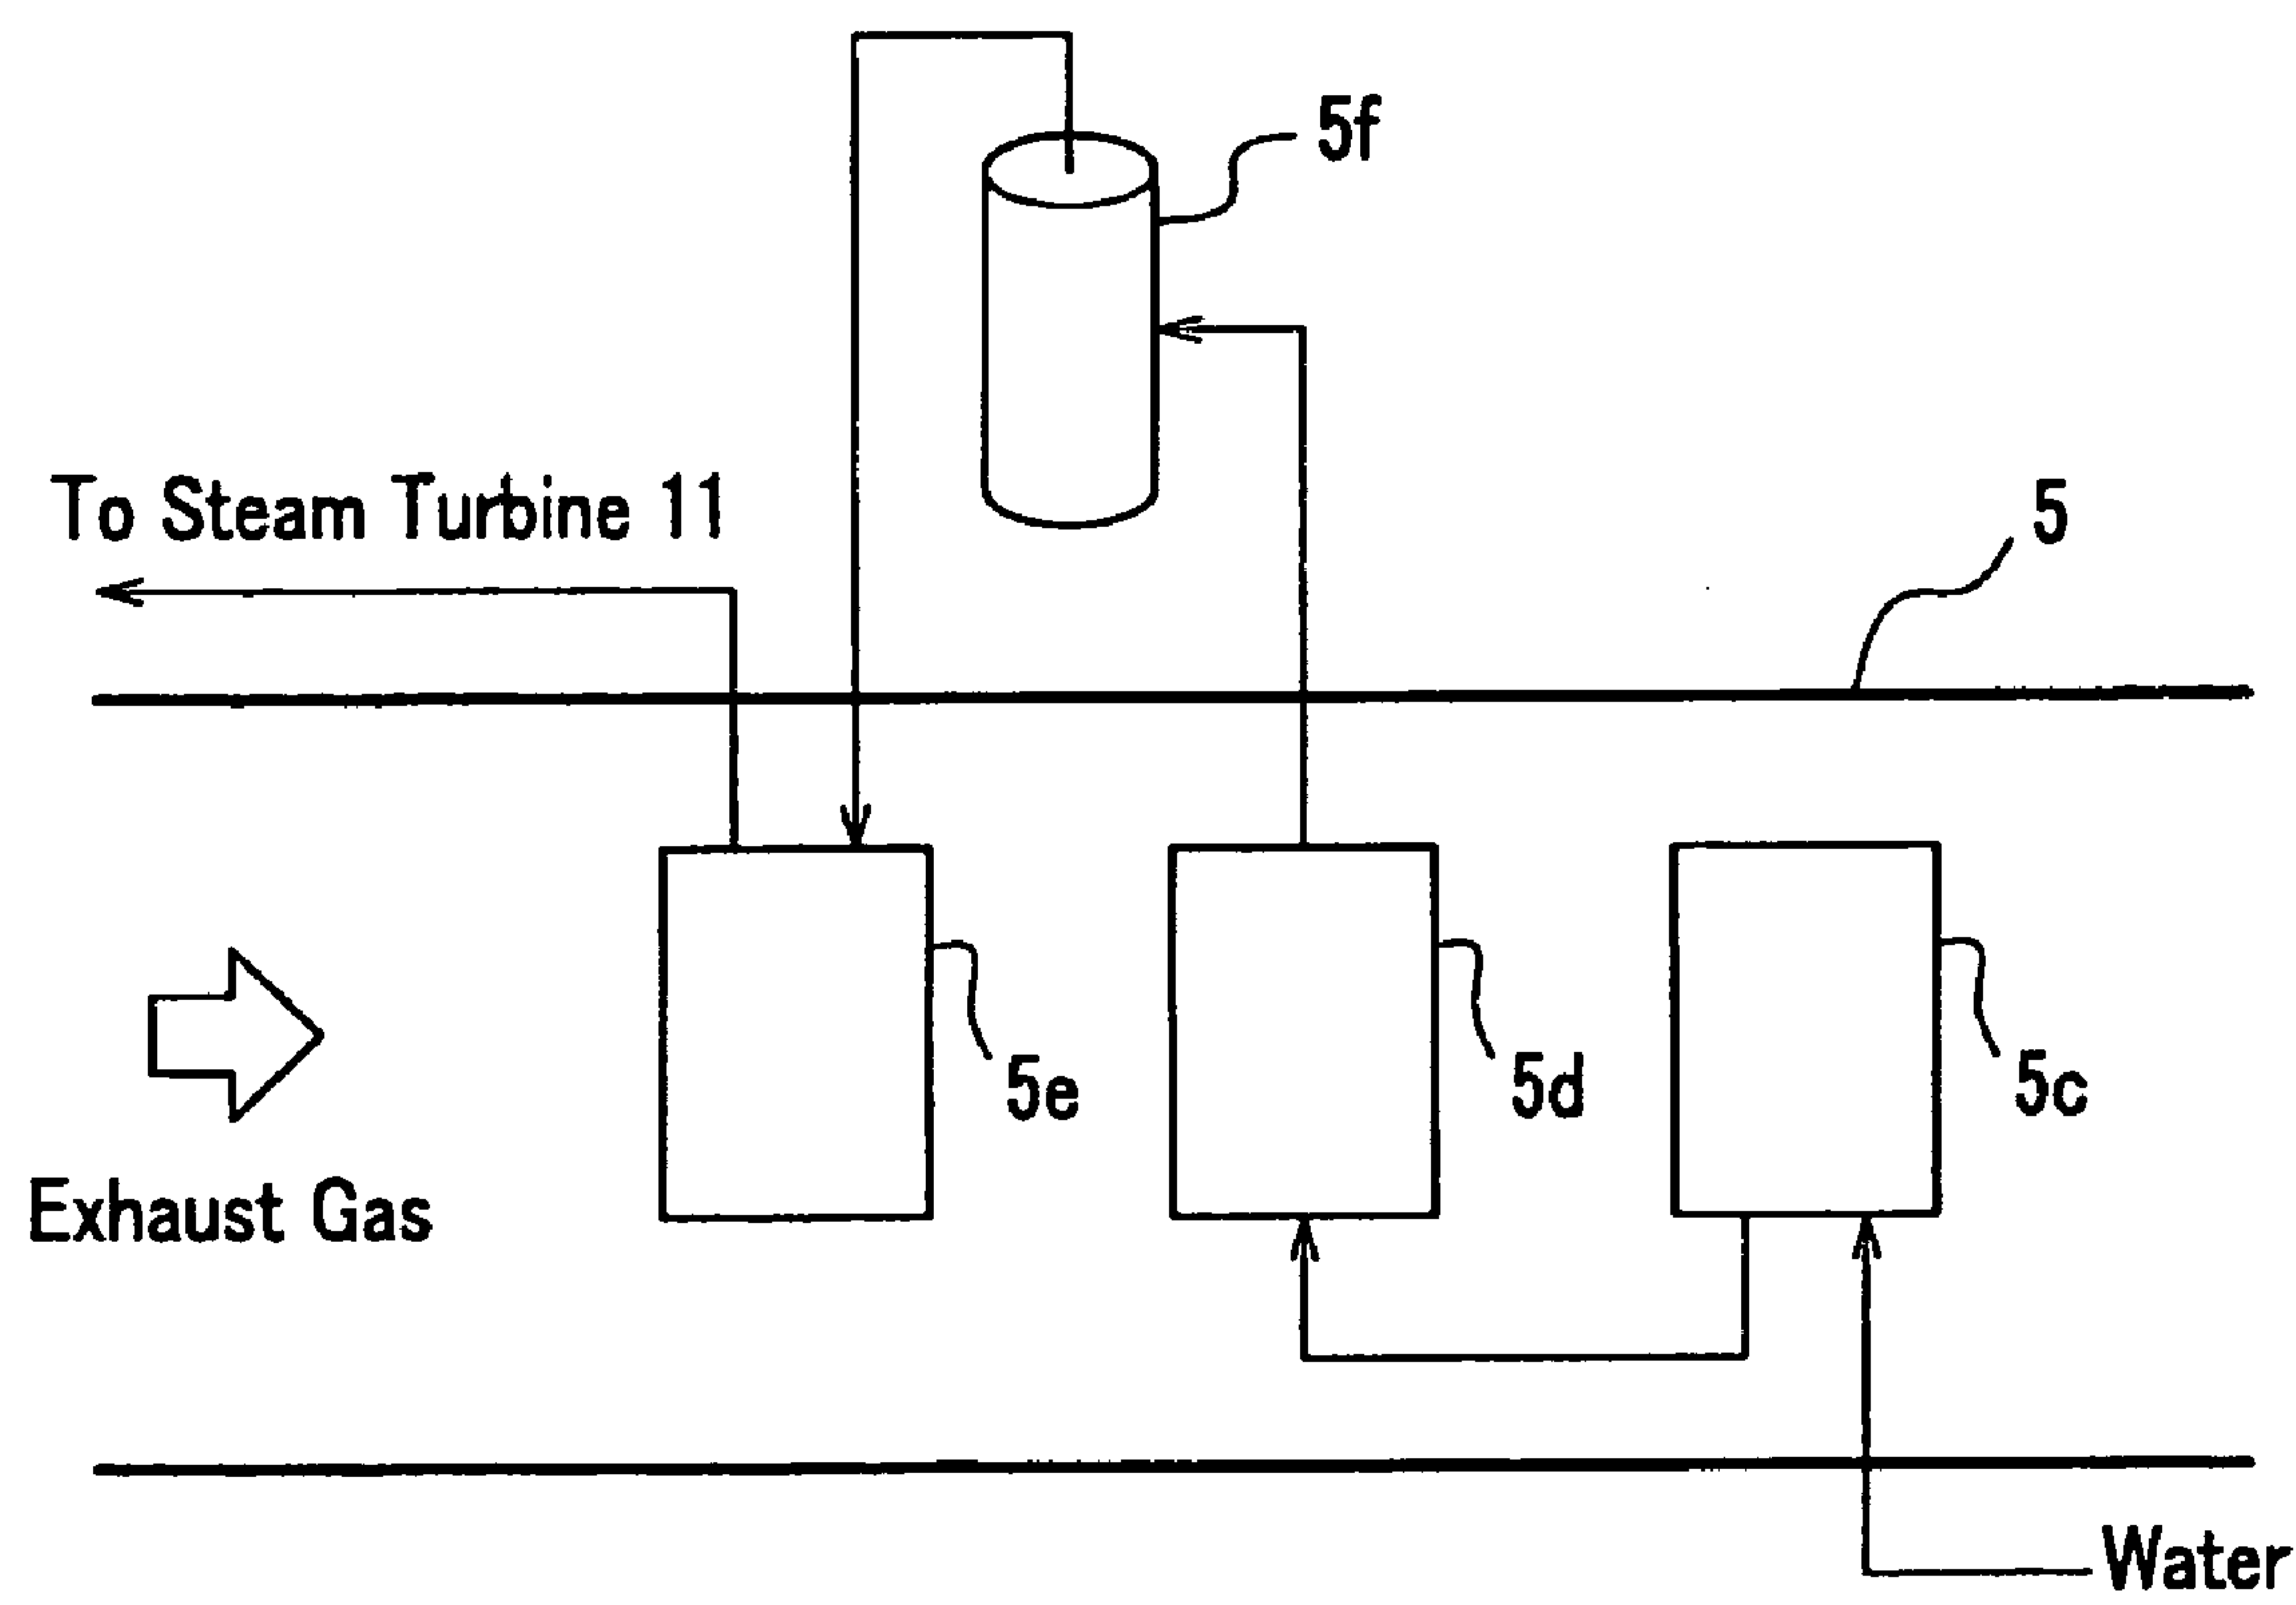 5f
To Steam Turbine 11
5
5e
5d
5c
Exhaust Gas
Water